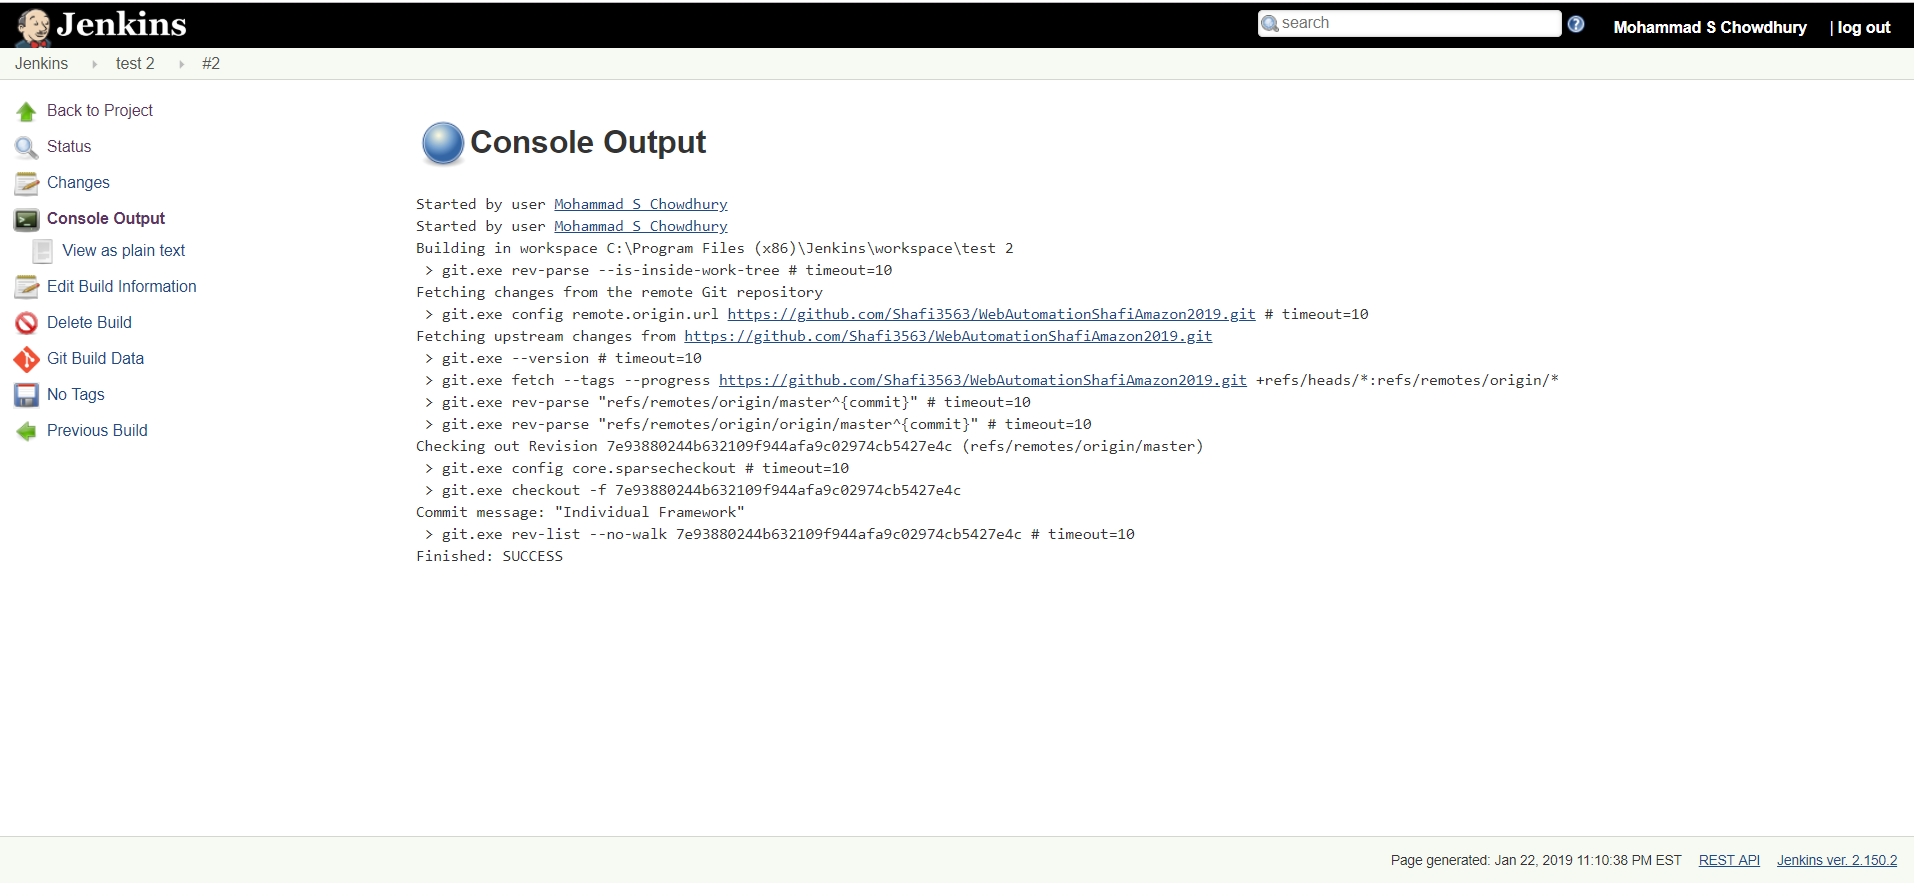 Jenkins
search
Mohammad S Chowdhury | log out
Jenkins test 2 #2
Back to Project
Status
Changes
Console Output
View as plain text
Edit Build Information
Delete Build
Git Build Data
No Tags
Previous Build
Console Output
Started by user Mohammad S Chowdhury
Started by user Mohammad S Chowdhury
Building in workspace C:\Program Files (x86)\Jenkins\workspace\test 2
> git.exe rev-parse --is-inside-work-tree # timeout=10
Fetching changes from the remote Git repository
> git.exe config remote.origin.url https://github.com/Shafi3563/WebAutomationShafiAmazon2019.git # timeout=10
Fetching upstream changes from https://github.com/Shafi3563/WebAutomationShafiAmazon2019.git
> git.exe --version # timeout=10
> git.exe fetch --tags --progress https://github.com/Shafi3563/WebAutomationShafiAmazon2019.git +refs/heads/*:refs/remotes/origin/*
> git.exe rev-parse "refs/remotes/origin/master^{commit}" # timeout=10
> git.exe rev-parse "refs/remotes/origin/origin/master^{commit}" # timeout=10
Checking out Revision 7e93880244b632109f944afa9c02974cb5427e4c (refs/remotes/origin/master)
> git.exe config core.sparsecheckout # timeout=10
> git.exe checkout -f 7e93880244b632109f944afa9c02974cb5427e4c
Commit message: "Individual Framework"
> git.exe rev-list --no-walk 7e93880244b632109f944afa9c02974cb5427e4c # timeout=10
Finished: SUCCESS
Page generated: Jan 22, 2019 11:10:38 PM EST REST API Jenkins ver. 2.150.2